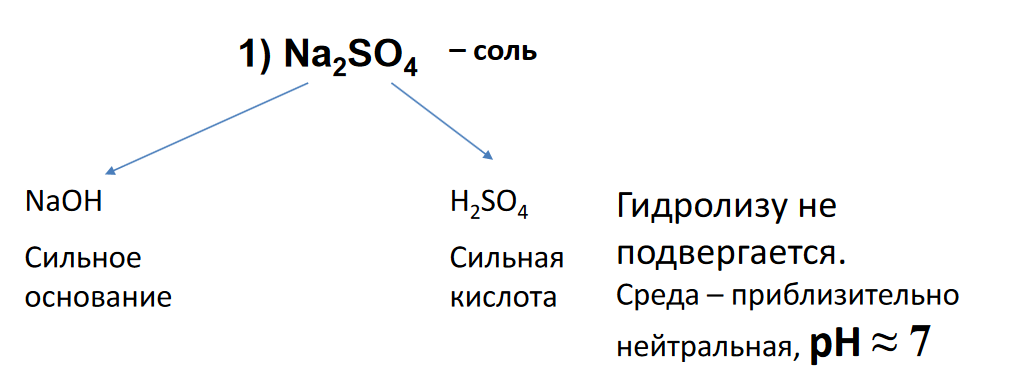 1) Na₂SO₄ – соль
NaOH
Сильное
основание
H₂SO₄
Сильная
кислота
Гидролизу не
подвергается.
Среда – приблизительно
нейтральная, pH ≈ 7